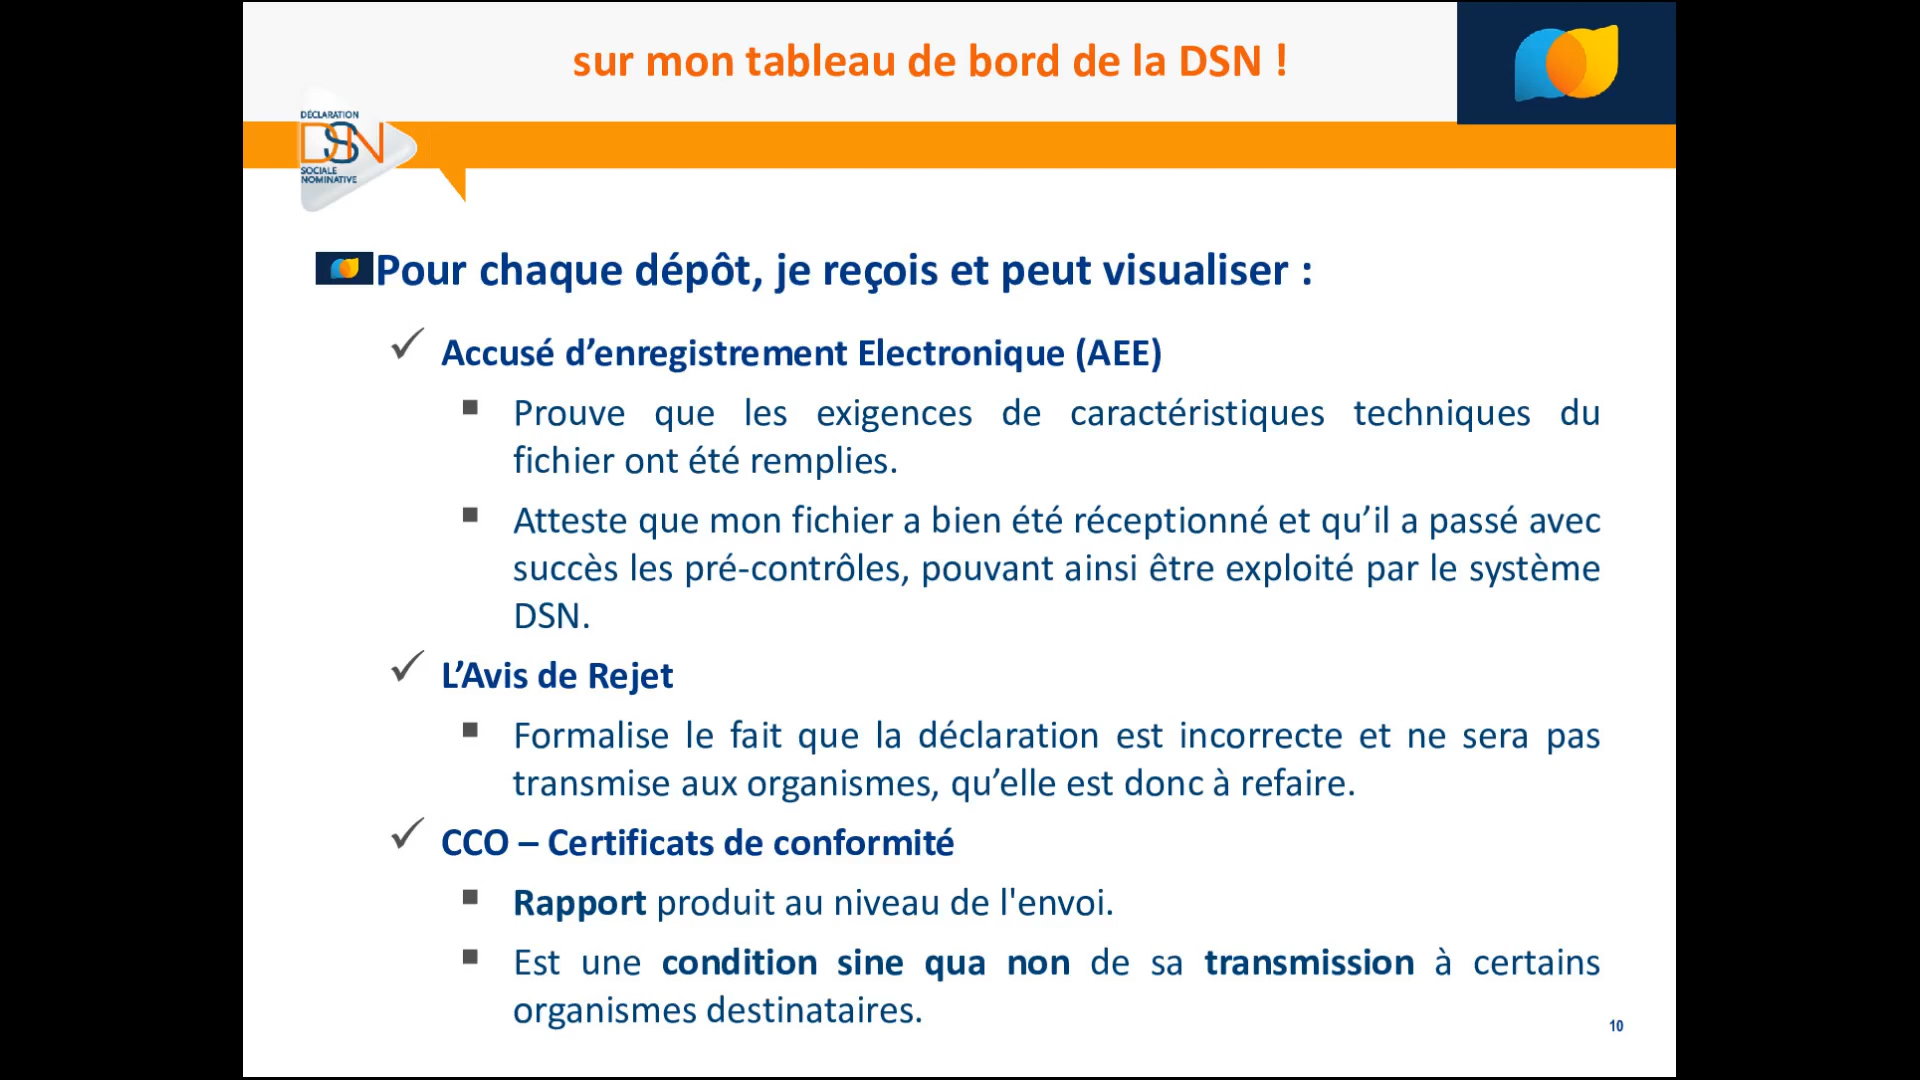 sur mon tableau de bord de la DSN !
DÉCLARATION
DSN
SOCIALE
NOMINATIVE
Pour chaque dépôt, je reçois et peut visualiser :
✓ Accusé d’enregistrement Electronique (AEE)
▪ Prouve que les exigences de caractéristiques techniques du
fichier ont été remplies.
▪ Atteste que mon fichier a bien été réceptionné et qu’il a passé avec
succès les pré-contrôles, pouvant ainsi être exploité par le système
DSN.
✓ L’Avis de Rejet
▪ Formalise le fait que la déclaration est incorrecte et ne sera pas
transmise aux organismes, qu’elle est donc à refaire.
✓ CCO – Certificats de conformité
▪ Rapport produit au niveau de l'envoi.
▪ Est une condition sine qua non de sa transmission à certains
organismes destinataires.
10